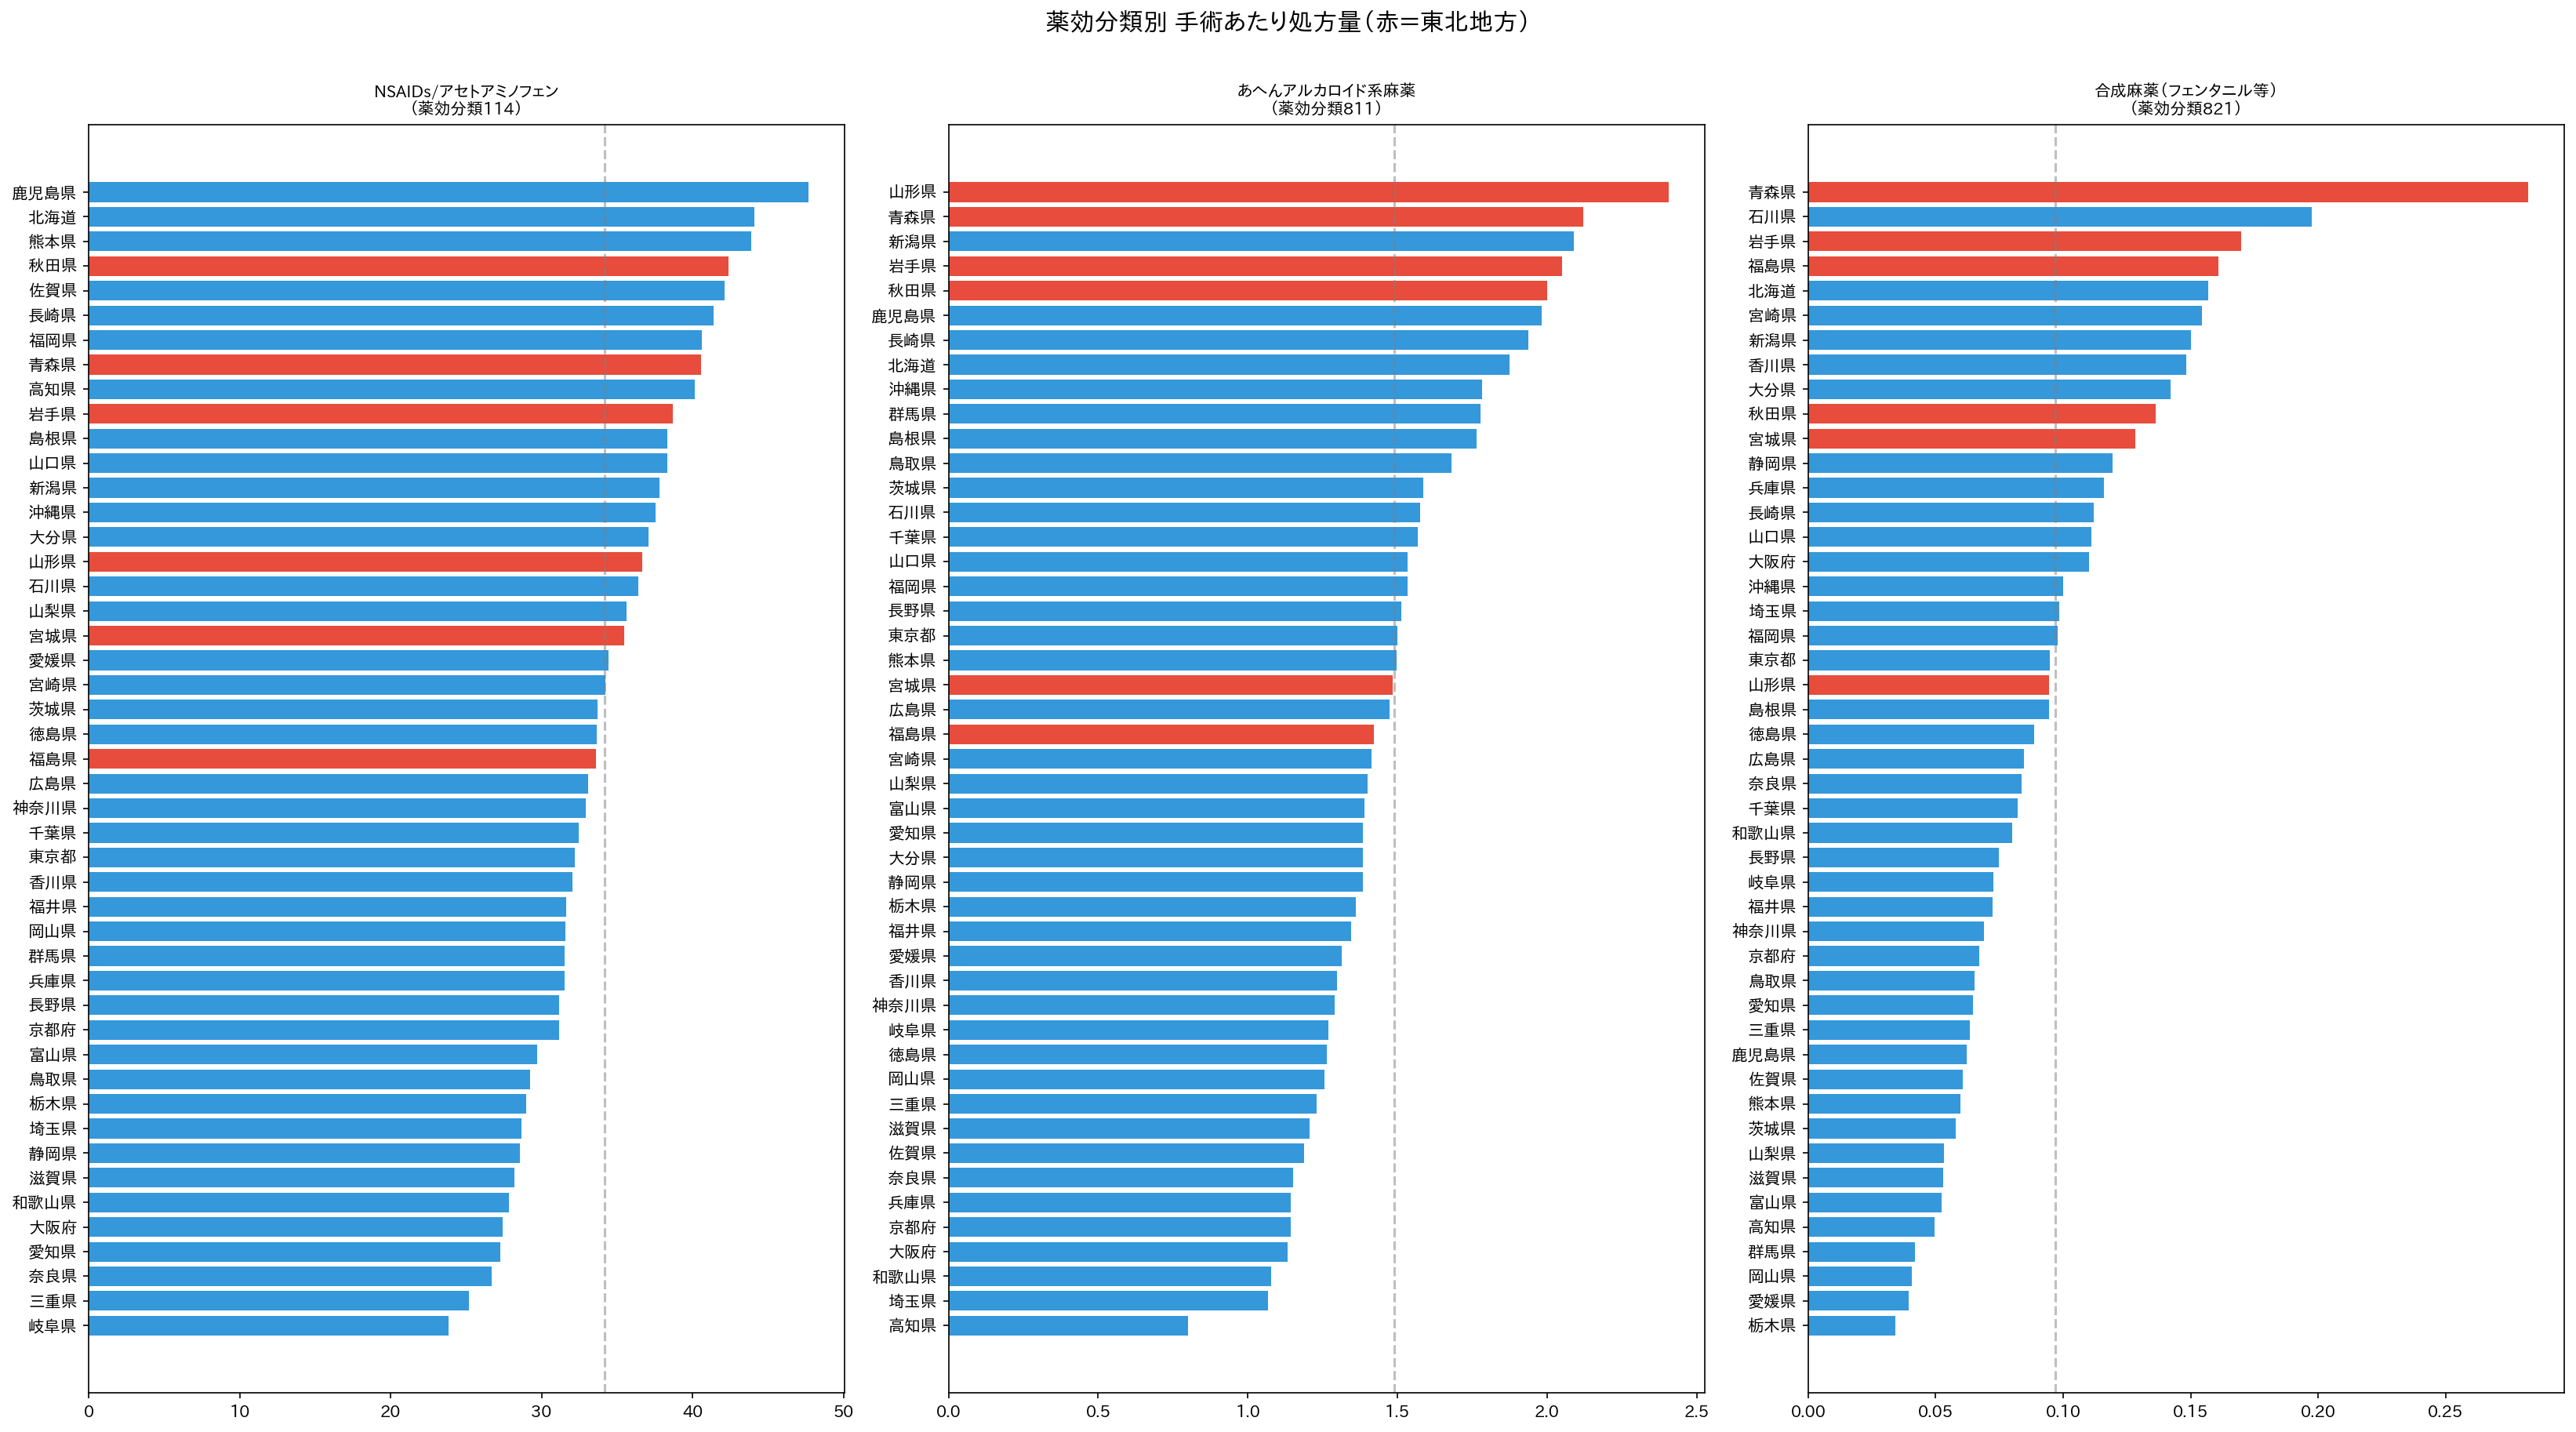 薬効分類別 手術あたり処方量（赤＝東北地方）
NSAIDs/アセトアミノフェン
（薬効分類114）
鹿児島県
北海道
熊本県
秋田県
佐賀県
長崎県
福岡県
青森県
高知県
岩手県
島根県
山口県
新潟県
沖縄県
大分県
山形県
石川県
山梨県
宮城県
愛媛県
宮崎県
茨城県
徳島県
福島県
広島県
神奈川県
千葉県
東京都
香川県
福井県
岡山県
群馬県
兵庫県
長野県
京都府
富山県
鳥取県
栃木県
埼玉県
静岡県
滋賀県
和歌山県
大阪府
愛知県
奈良県
三重県
岐阜県
0 10 20 30 40 50
あへんアルカロイド系麻薬
（薬効分類811）
山形県
青森県
新潟県
岩手県
秋田県
鹿児島県
長崎県
北海道
沖縄県
群馬県
島根県
鳥取県
茨城県
石川県
千葉県
山口県
福岡県
長野県
東京都
熊本県
宮城県
広島県
福島県
宮崎県
山梨県
富山県
愛知県
大分県
静岡県
栃木県
福井県
愛媛県
香川県
神奈川県
岐阜県
徳島県
岡山県
三重県
滋賀県
佐賀県
奈良県
兵庫県
京都府
大阪府
和歌山県
埼玉県
高知県
0.0 0.5 1.0 1.5 2.0 2.5
合成麻薬（フェンタニル等）
（薬効分類821）
青森県
石川県
岩手県
福島県
北海道
宮崎県
新潟県
香川県
大分県
秋田県
宮城県
静岡県
兵庫県
長崎県
山口県
大阪府
沖縄県
埼玉県
福岡県
東京都
山形県
島根県
徳島県
広島県
奈良県
千葉県
和歌山県
長野県
岐阜県
福井県
神奈川県
京都府
鳥取県
愛知県
三重県
鹿児島県
佐賀県
熊本県
茨城県
山梨県
滋賀県
富山県
高知県
群馬県
岡山県
愛媛県
栃木県
0.00 0.05 0.10 0.15 0.20 0.25